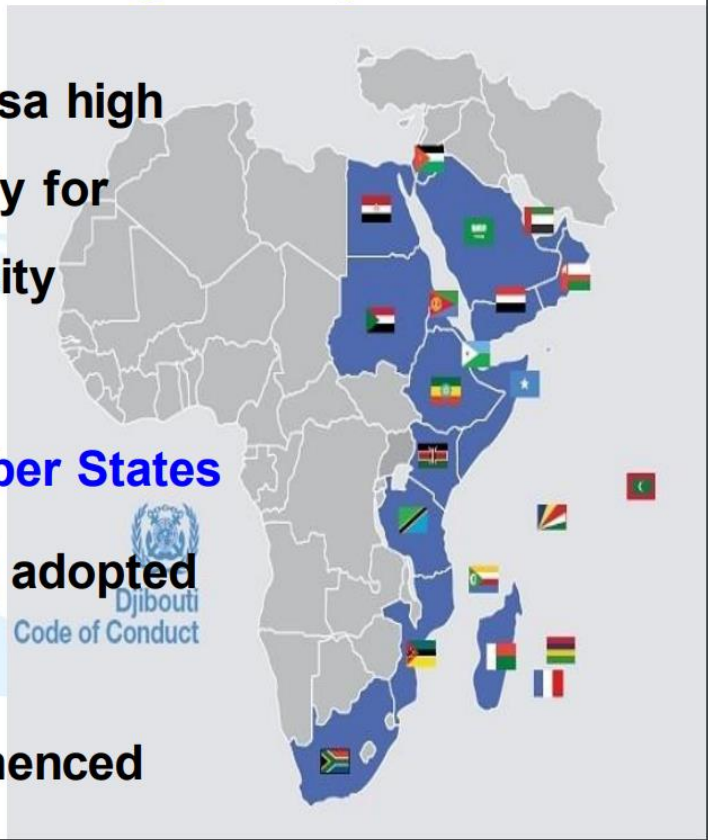 sa high
y for
ity
ber States
adopted
Djibouti
Code of Conduct
nenced